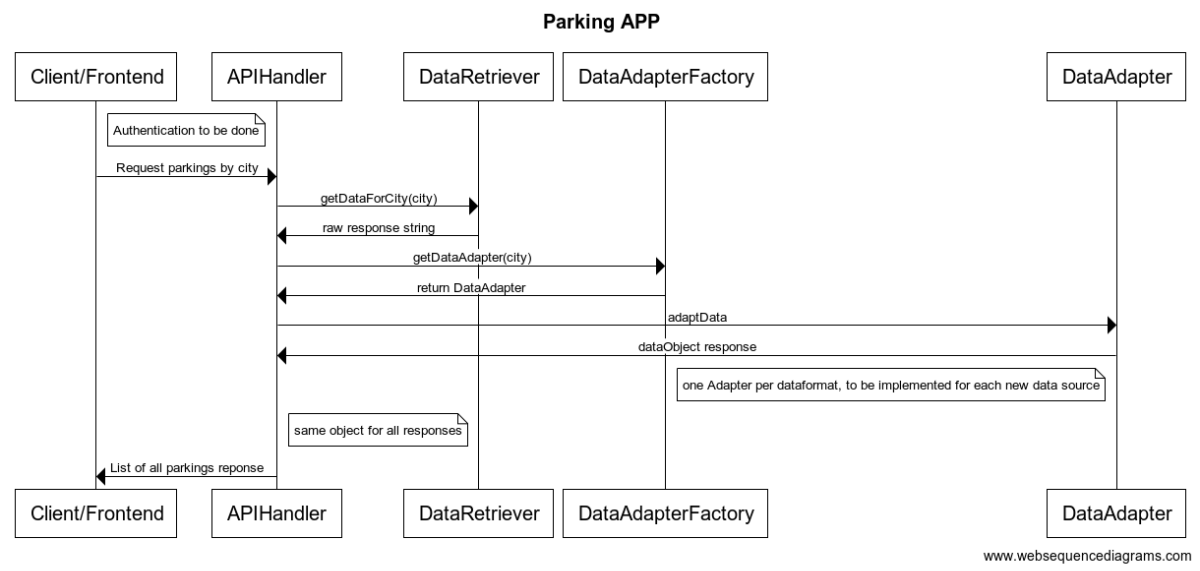 Parking APP
Client/Frontend
APIHandler
DataRetriever
DataAdapterFactory
DataAdapter
Authentication to be done
Request parkings by city
getDataForCity(city)
raw response string
getDataAdapter(city)
return DataAdapter
adaptData
dataObject response
one Adapter per dataformat, to be implemented for each new data source
same object for all responses
List of all parkings reponse
Client/Frontend
APIHandler
DataRetriever
DataAdapterFactory
DataAdapter
www.websequencediagrams.com